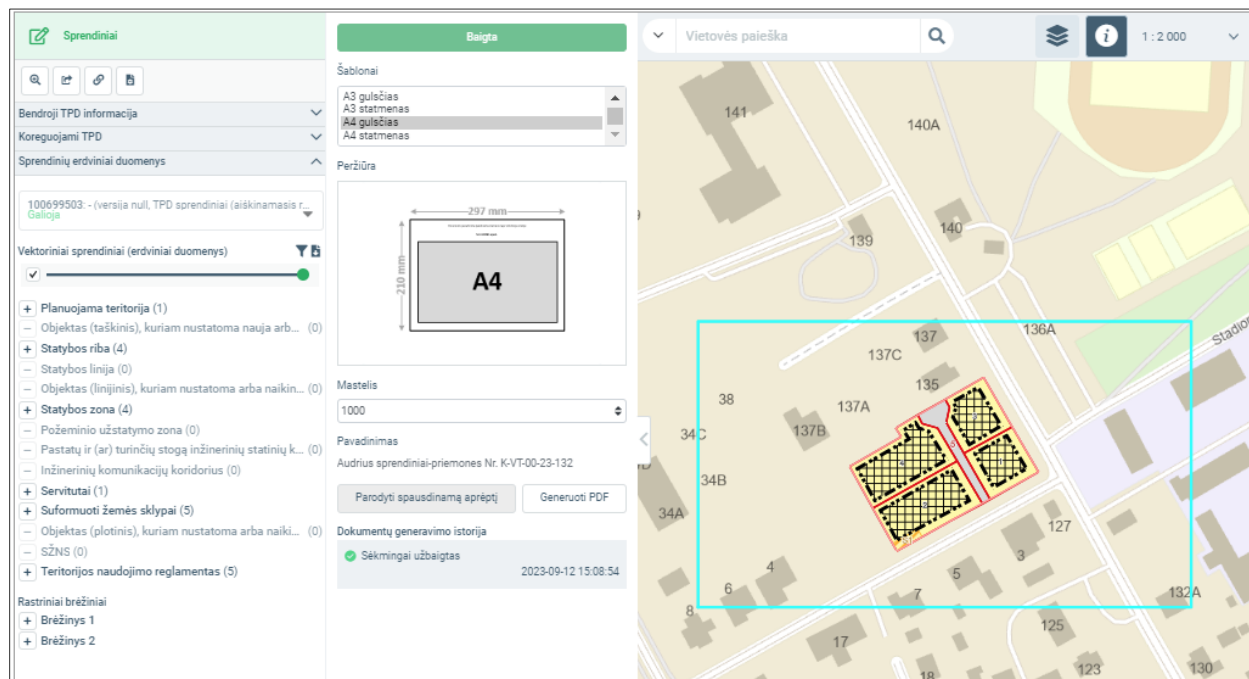 Sprendiniai
Bendroji TPD informacija
Koreguojami TPD
Sprendinių erdviniai duomenys
100699503: - (versija null, TPD sprendiniai (aiškinamasis r...
Galioja
Vektoriniai sprendiniai (erdviniai duomenys)
Planuojama teritorija (1)
Objektas (taškinis), kuriam nustatoma nauja arb... (0)
Statybos riba (4)
Statybos linija (0)
Objektas (linijinis), kuriam nustatoma arba naikin... (0)
Statybos zona (4)
Požeminio užstatymo zona (0)
Pastatų ir (ar) turinčių stogą inžinerinių statinių k... (0)
Inžinerinių komunikacijų koridorius (0)
Servitutai (1)
Suformuoti žemės sklypai (5)
Objektas (plotinis), kuriam nustatoma arba naiki... (0)
SŽNS (0)
Teritorijos naudojimo reglamentas (5)
Rastriniai brėžiniai
Brėžinys 1
Brėžinys 2
Baigta
Šablonai
A3 gulsčias
A3 statmenas
A4 gulsčias
A4 statmenas
Peržiūra
297 mm
210 mm
A4
Mastelis
1000
Pavadinimas
Audrius sprendiniai-priemones Nr. K-VT-00-23-132
Parodyti spausdinamą aprėptį
Generuoti PDF
Dokumentų generavimo istorija
Sėkmingai užbaigtas
2023-09-12 15:08:54
Vietovės paieška
1 : 2 000
141
140A
139
140
136A
Stadion
137
137C
135
38
137A
34C
137B
34B
34A
127
3
4
5
6
7
8
132A
17
125
18
123
130